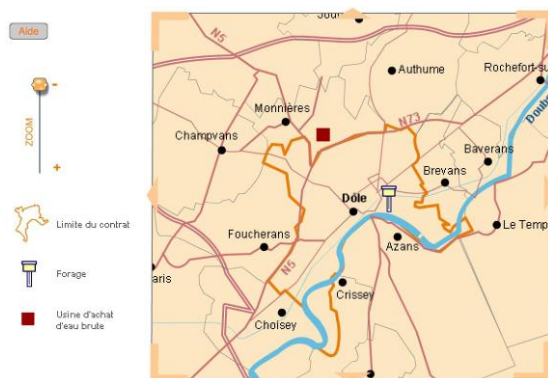 Aide
ZOOM
Limite du contrat
Forage
Usine d'achat
d'eau brute
N5
Authume
Rochefort-su
Monnières
N73
Doubs
Champvans
Baverans
Brevans
Dôle
Le Temp
Azans
Foucherans
N5
aris
Crissey
Choisey